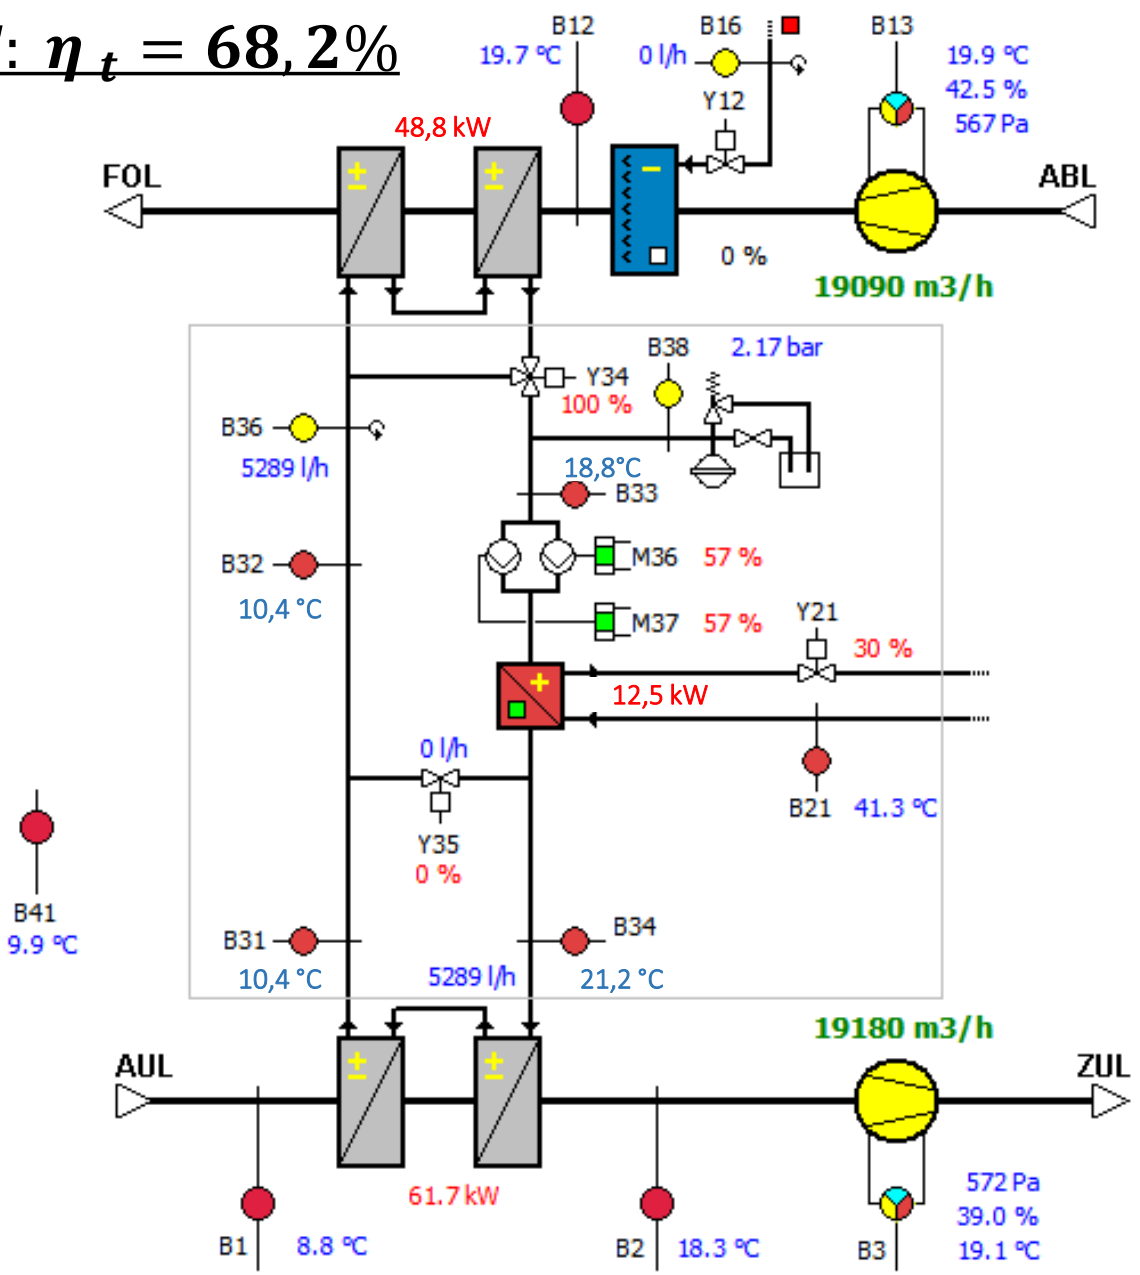 : η t = 68,2%
B12
19.7 °C
B16
0 l/h
Y12
B13
19.9 °C
42.5 %
567 Pa
48,8 kW
FOL
ABL
0 %
19090 m3/h
B38
2.17 bar
Y34
100 %
B36
5289 l/h
18,8°C
B33
B32
10,4 °C
M36
57 %
M37
57 %
Y21
30 %
12,5 kW
0 l/h
Y35
0 %
B21
41.3 °C
B41
9.9 °C
B31
10,4 °C
B34
5289 l/h
21,2 °C
19180 m3/h
AUL
ZUL
61.7 kW
B1
8.8 °C
B2
18.3 °C
B3
572 Pa
39.0 %
19.1 °C